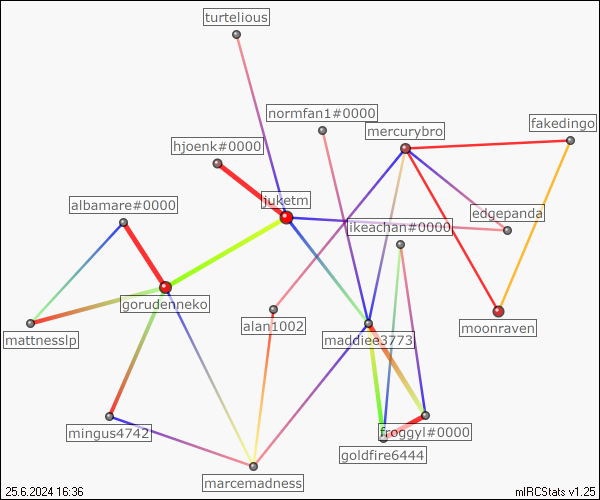 turtelious
normfan1#0000
mercurybro
fakedingo
hjoenk#0000
juketm
albamare#0000
edgepanda
ikeachan#0000
gorudenneko
mattnesslp
alan1002
maddiee3773
moonraven
mingus4742
froggyl#0000
goldfire6444
marcemadness
25.6.2024 16:36
mIRCStats v1.25